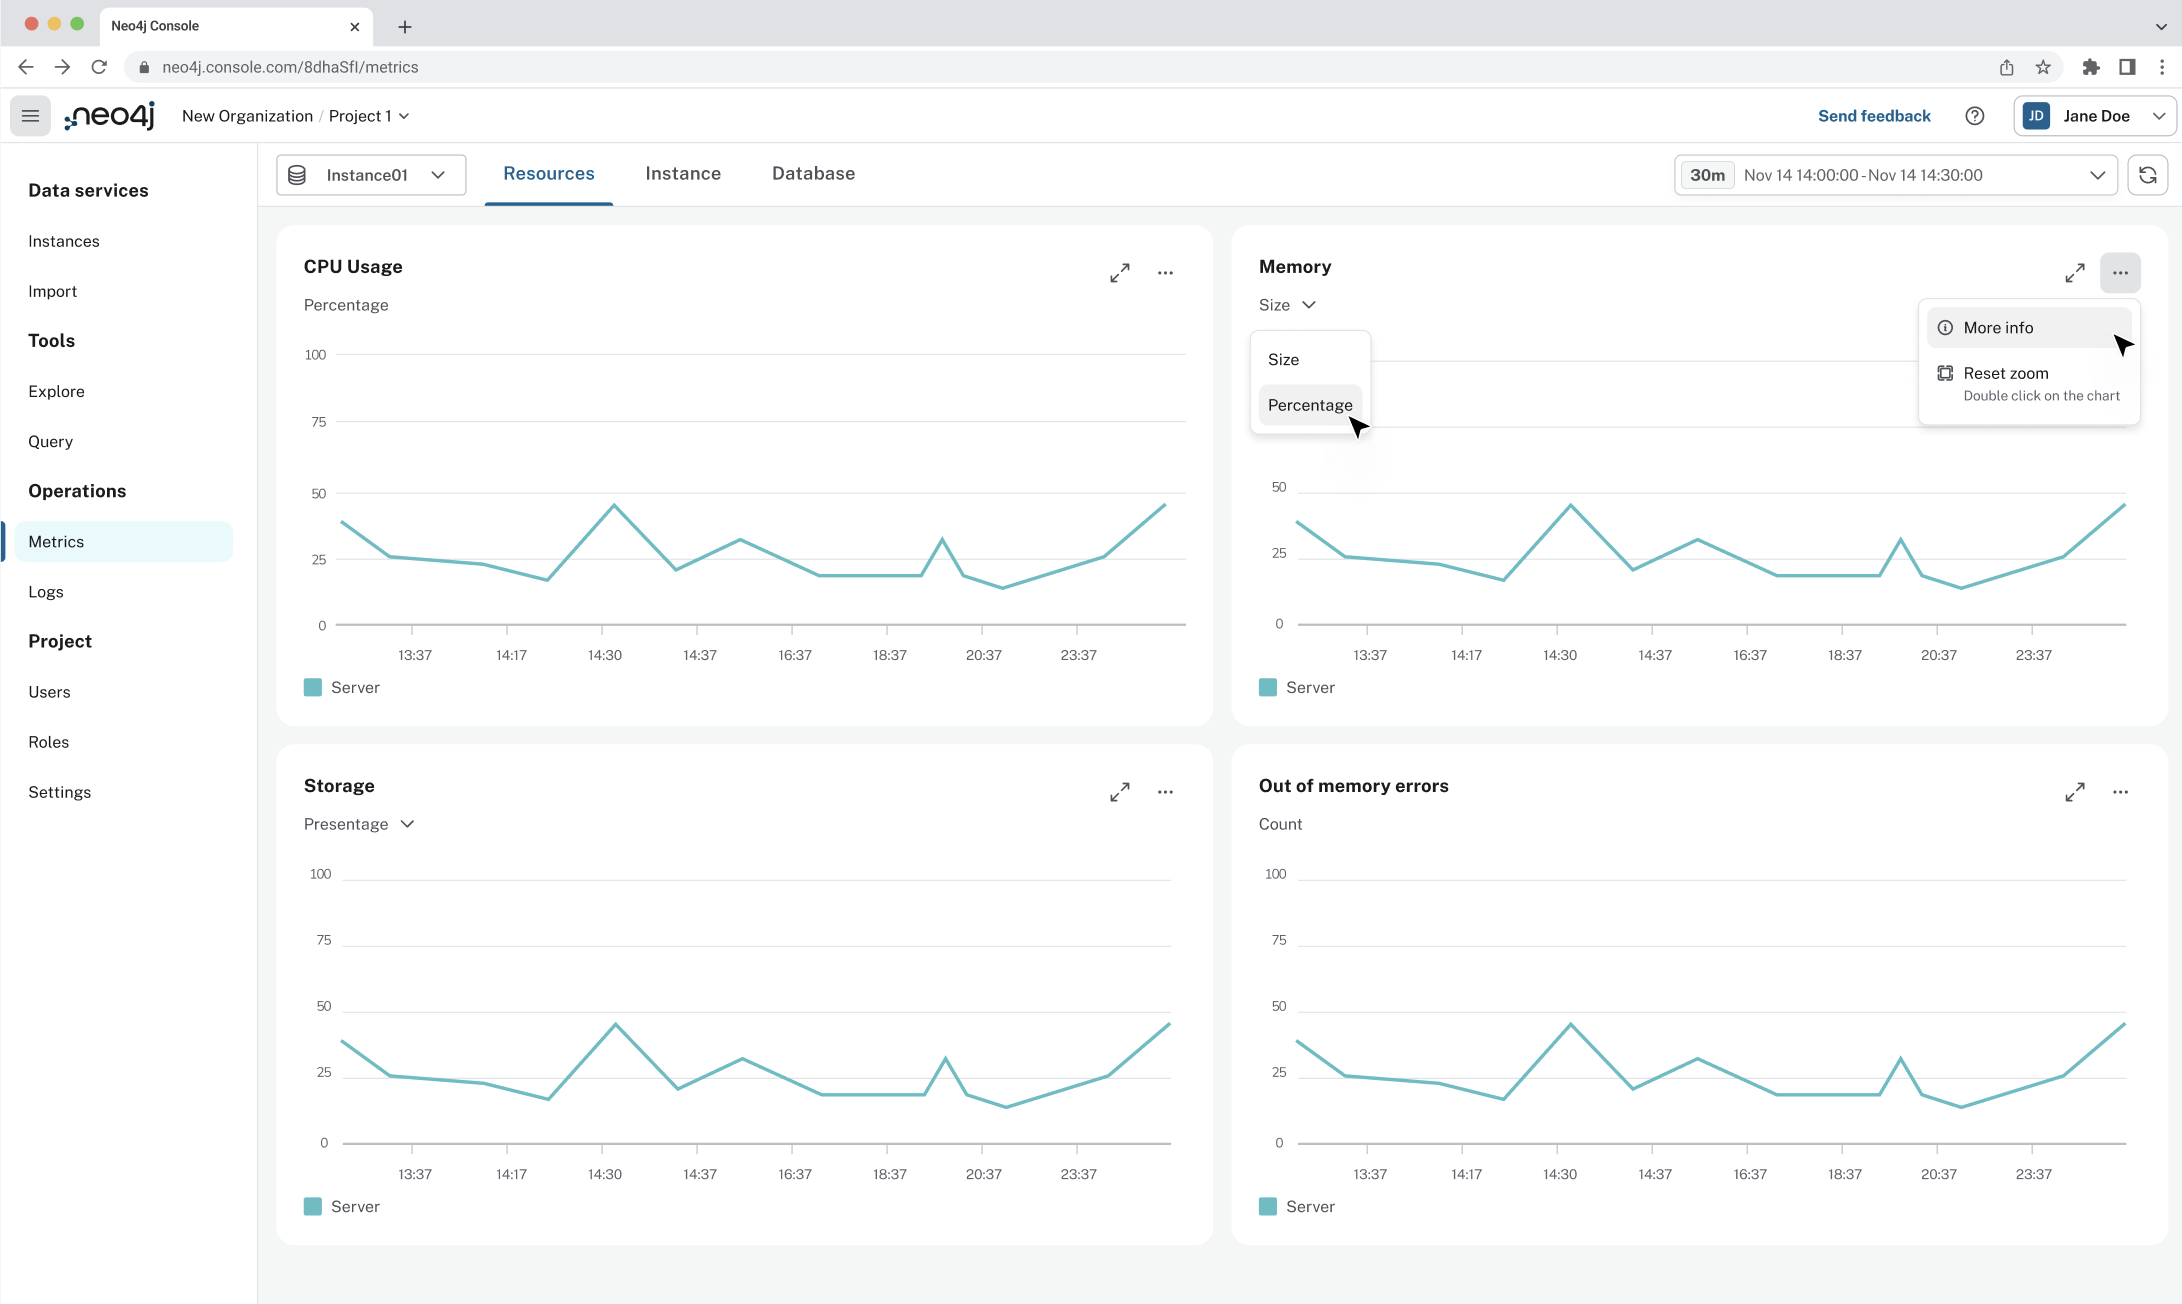 Neo4j Console
neo4j.console.com/8dhaSfI/metrics
neo4j
New Organization / Project 1
Send feedback
JD
Jane Doe
Data services
Instances
Import
Tools
Explore
Query
Operations
Metrics
Logs
Project
Users
Roles
Settings
Instance01
Resources
Instance
Database
30m
Nov 14 14:00:00 - Nov 14 14:30:00
CPU Usage
Percentage
100
75
50
25
0
13:37 14:17 14:30 14:37 16:37 18:37 20:37 23:37
Server
Memory
Size
Size
Percentage
More info
Reset zoom
Double click on the chart
50
25
0
13:37 14:17 14:30 14:37 16:37 18:37 20:37 23:37
Server
Storage
Presentage
100
75
50
25
0
13:37 14:17 14:30 14:37 16:37 18:37 20:37 23:37
Server
Out of memory errors
Count
100
75
50
25
0
13:37 14:17 14:30 14:37 16:37 18:37 20:37 23:37
Server